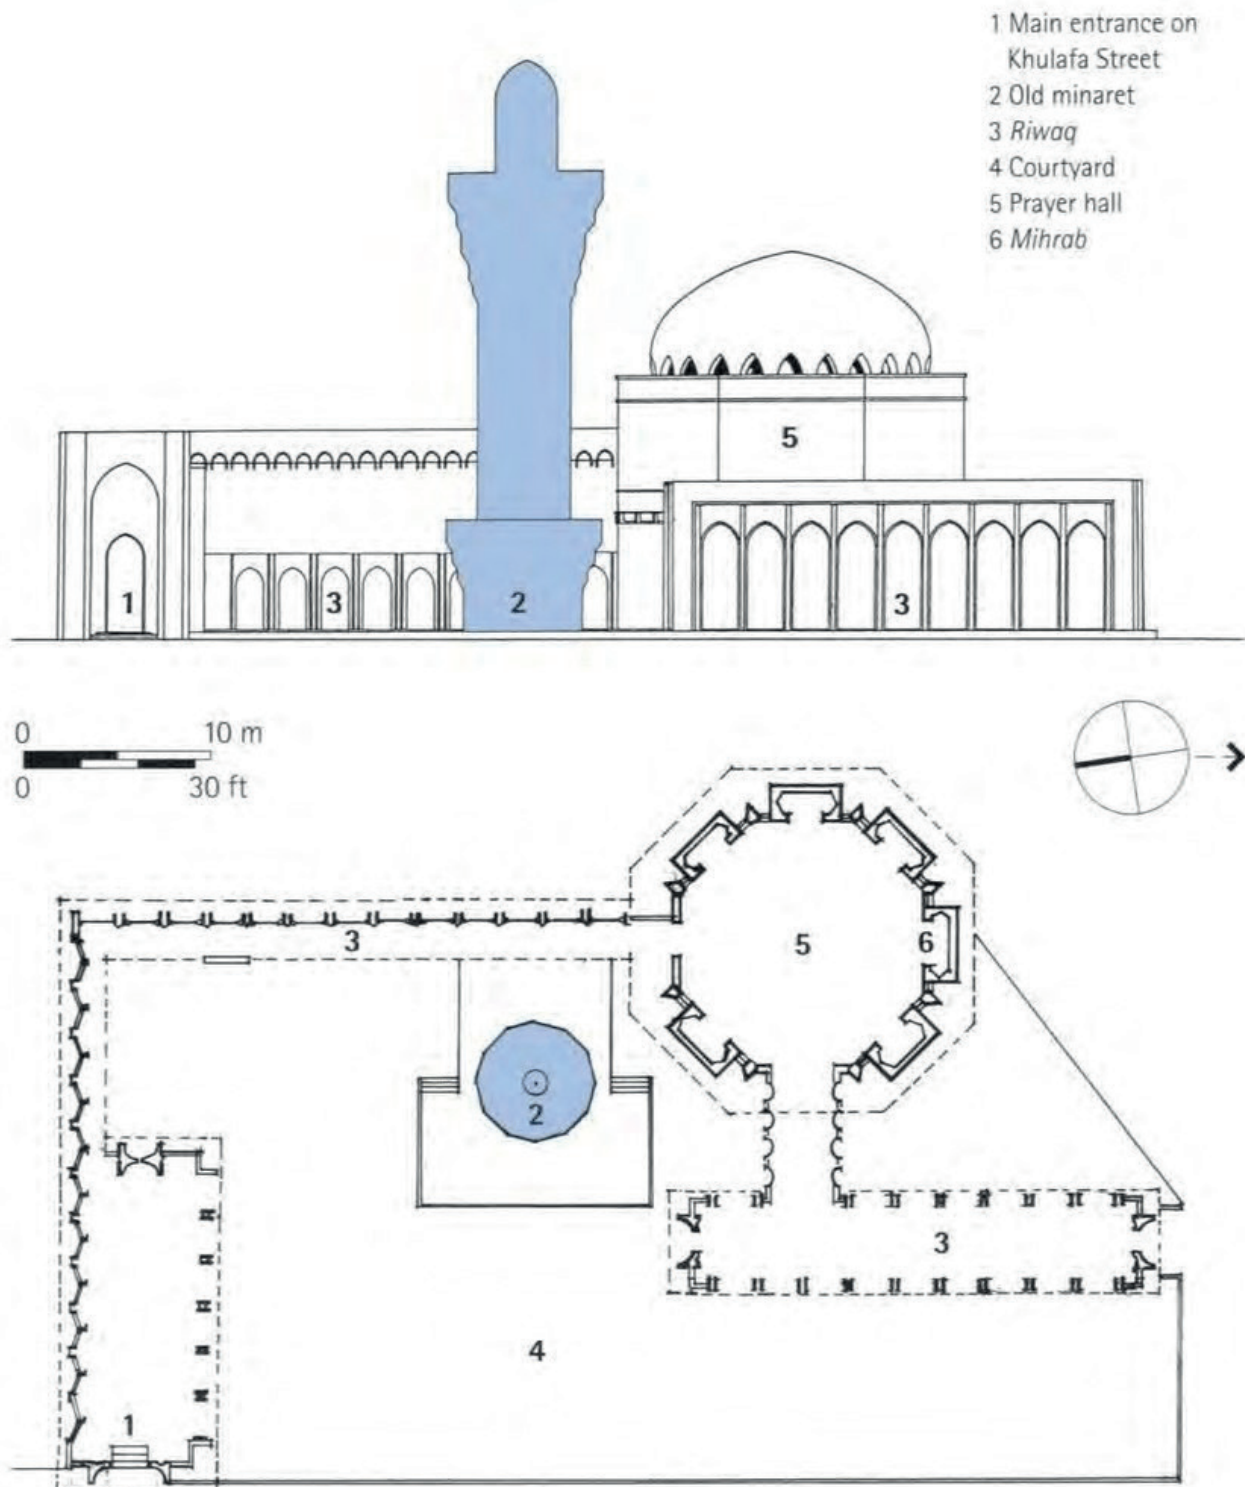 1 Main entrance on
Khulafa Street
2 Old minaret
3 Riwaq
4 Courtyard
5 Prayer hall
6 Mihrab
5
1
3
2
3
0 10 m
0 30 ft
3
5
6
2
3
4
1